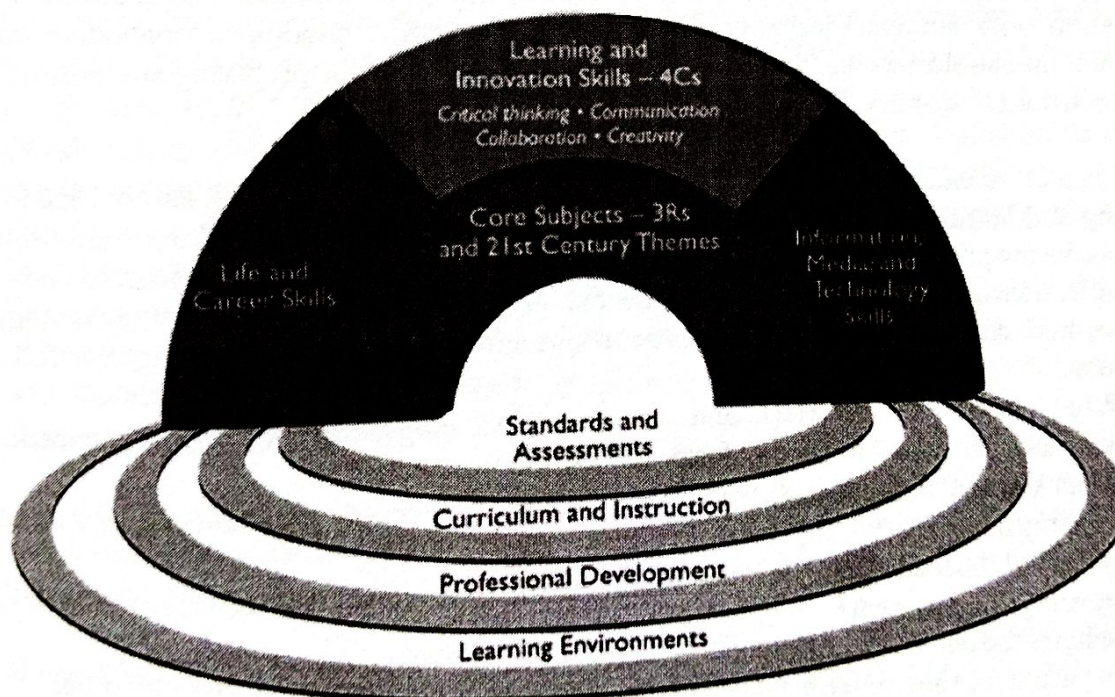 Learning and
Innovation Skills – 4Cs
Critical thinking • Communication
Collaboration • Creativity
Core Subjects – 3Rs
and 21st Century Themes
Life and
Career Skills
Information,
Media, and
Technology
Skills
Standards and
Assessments
Curriculum and Instruction
Professional Development
Learning Environments